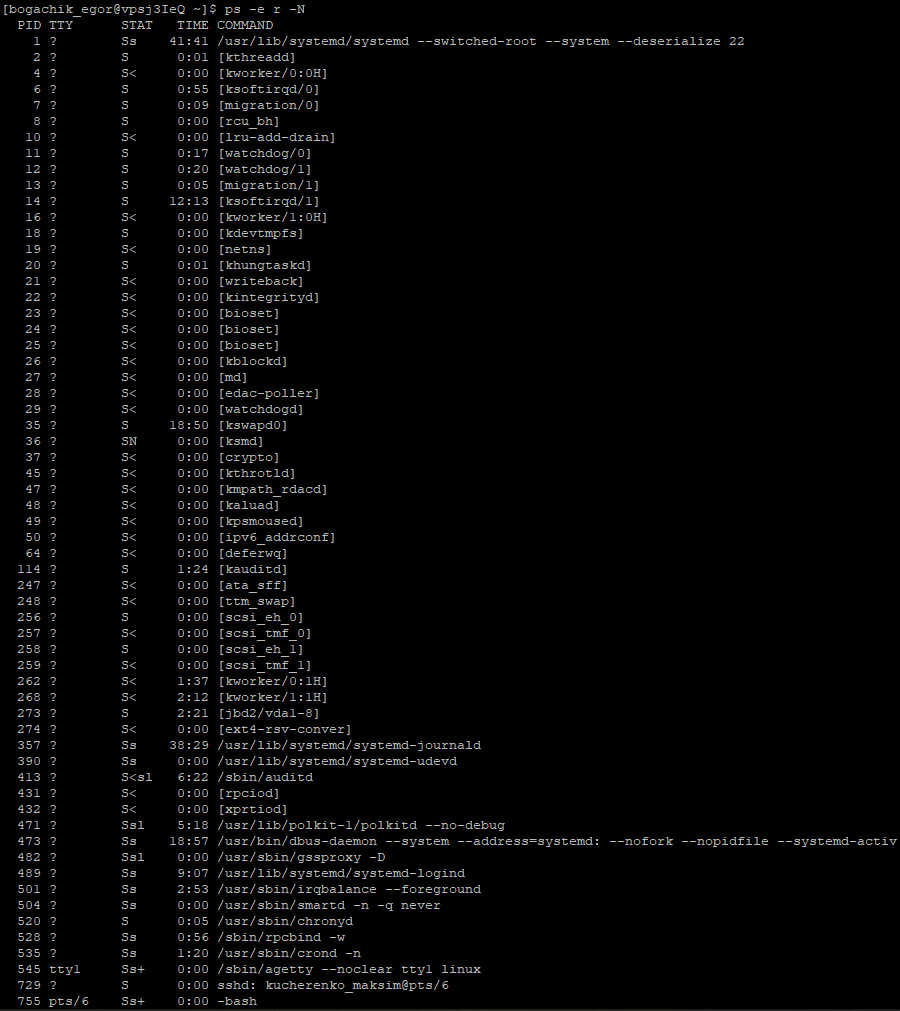 [bogachik_egor@vpsj3IeQ ~]$ ps -e r -N
  PID TTY      STAT   TIME COMMAND
    1 ?        Ss    41:41 /usr/lib/systemd/systemd --switched-root --system --deserialize 22
    2 ?        S      0:01 [kthreadd]
    4 ?        S<     0:00 [kworker/0:0H]
    6 ?        S      0:55 [ksoftirqd/0]
    7 ?        S      0:09 [migration/0]
    8 ?        S      0:00 [rcu_bh]
   10 ?        S<     0:00 [lru-add-drain]
   11 ?        S      0:17 [watchdog/0]
   12 ?        S      0:20 [watchdog/1]
   13 ?        S      0:05 [migration/1]
   14 ?        S     12:13 [ksoftirqd/1]
   16 ?        S<     0:00 [kworker/1:0H]
   18 ?        S      0:00 [kdevtmpfs]
   19 ?        S<     0:00 [netns]
   20 ?        S      0:01 [khungtaskd]
   21 ?        S<     0:00 [writeback]
   22 ?        S<     0:00 [kintegrityd]
   23 ?        S<     0:00 [bioset]
   24 ?        S<     0:00 [bioset]
   25 ?        S<     0:00 [bioset]
   26 ?        S<     0:00 [kblockd]
   27 ?        S<     0:00 [md]
   28 ?        S<     0:00 [edac-poller]
   29 ?        S<     0:00 [watchdogd]
   35 ?        S     18:50 [kswapd0]
   36 ?        SN     0:00 [ksmd]
   37 ?        S<     0:00 [crypto]
   45 ?        S<     0:00 [kthrotld]
   47 ?        S<     0:00 [kmpath_rdacd]
   48 ?        S<     0:00 [kaluad]
   49 ?        S<     0:00 [kpsmoused]
   50 ?        S<     0:00 [ipv6_addrconf]
   64 ?        S<     0:00 [deferwq]
  114 ?        S      1:24 [kauditd]
  247 ?        S<     0:00 [ata_sff]
  248 ?        S<     0:00 [ttm_swap]
  256 ?        S      0:00 [scsi_eh_0]
  257 ?        S<     0:00 [scsi_tmf_0]
  258 ?        S      0:00 [scsi_eh_1]
  259 ?        S<     0:00 [scsi_tmf_1]
  262 ?        S<     1:37 [kworker/0:1H]
  268 ?        S<     2:12 [kworker/1:1H]
  273 ?        S      2:21 [jbd2/vda1-8]
  274 ?        S<     0:00 [ext4-rsv-conver]
  357 ?        Ss    38:29 /usr/lib/systemd/systemd-journald
  390 ?        Ss     0:00 /usr/lib/systemd/systemd-udevd
  413 ?        S<sl   6:22 /sbin/auditd
  431 ?        S<     0:00 [rpciod]
  432 ?        S<     0:00 [xprtiod]
  471 ?        Ssl    5:18 /usr/lib/polkit-1/polkitd --no-debug
  473 ?        Ss    18:57 /usr/bin/dbus-daemon --system --address=systemd: --nofork --nopidfile --systemd-activ
  482 ?        Ssl    0:00 /usr/sbin/gssproxy -D
  489 ?        Ss     9:07 /usr/lib/systemd/systemd-logind
  501 ?        Ss     2:53 /usr/sbin/irqbalance --foreground
  504 ?        Ss     0:00 /usr/sbin/smartd -n -q never
  520 ?        S      0:05 /usr/sbin/chronyd
  528 ?        Ss     0:56 /sbin/rpcbind -w
  535 ?        Ss     1:20 /usr/sbin/crond -n
  545 tty1     Ss+    0:00 /sbin/agetty --noclear tty1 linux
  729 ?        S      0:00 sshd: kucherenko_maksim@pts/6
  755 pts/6    Ss+    0:00 -bash